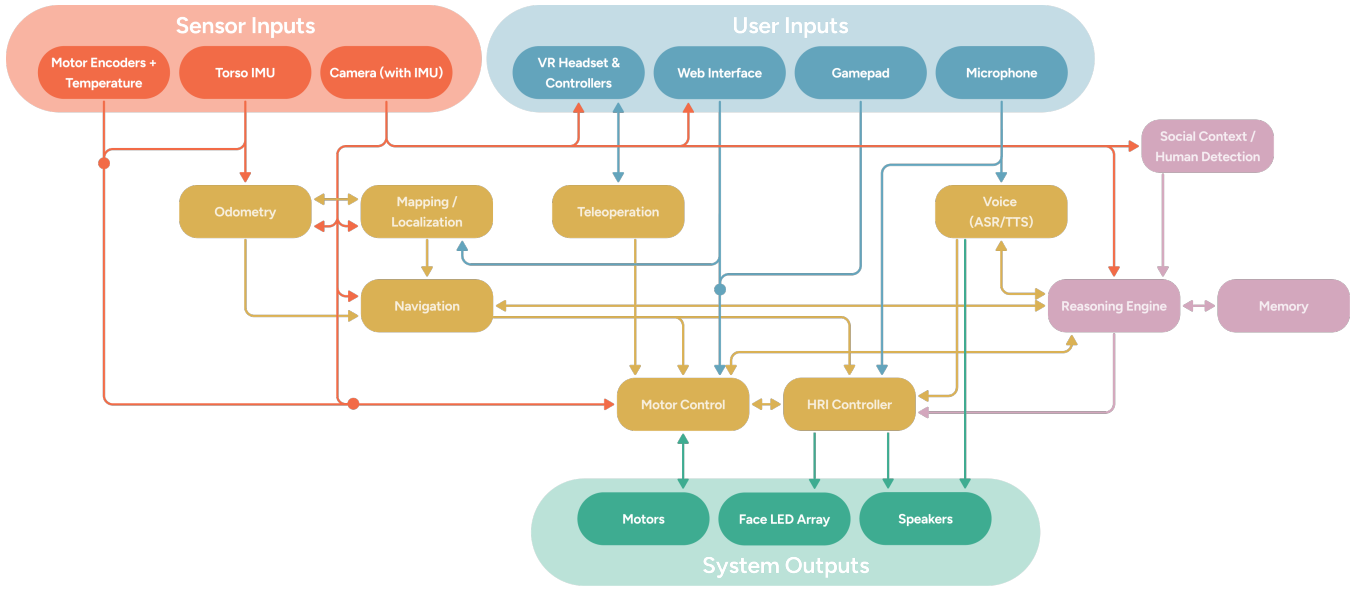 Sensor Inputs
User Inputs
Motor Encoders +
Temperature
Torso IMU
Camera (with IMU)
VR Headset &
Controllers
Web Interface
Gamepad
Microphone
Social Context /
Human Detection
Odometry
Mapping /
Localization
Teleoperation
Voice
(ASR/TTS)
Navigation
Reasoning Engine
Memory
Motor Control
HRI Controller
Motors
Face LED Array
Speakers
System Outputs